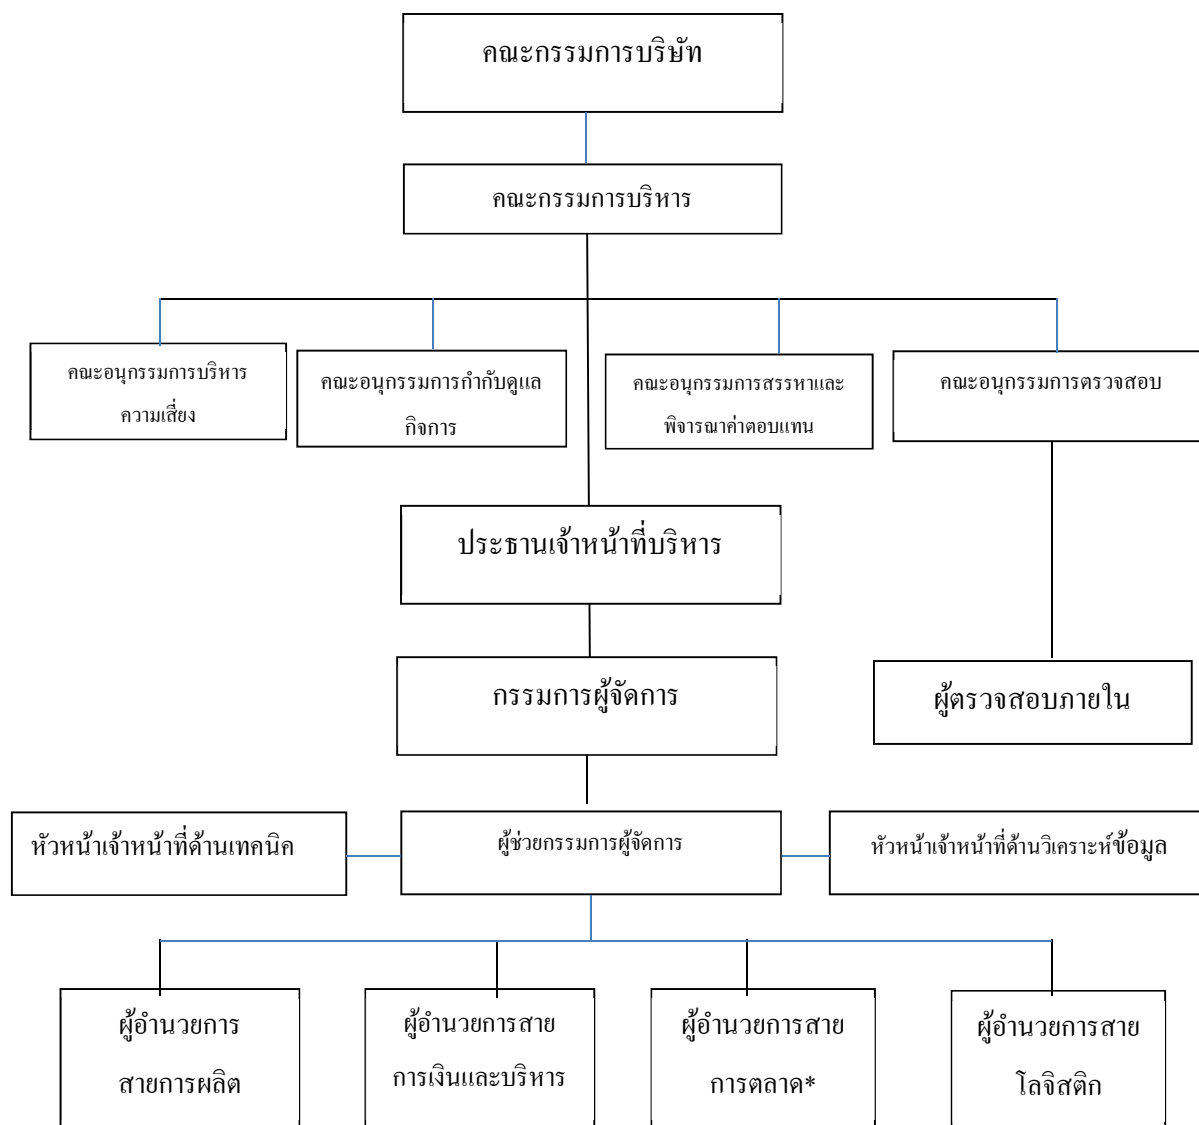 คณะกรรมการบริษัท
คณะกรรมการบริหาร
คณะอนุกรรมการบริหาร
ความเสี่ยง
คณะอนุกรรมการกำกับดูแล
กิจการ
คณะอนุกรรมการสรรหาและ
พิจารณาค่าตอบแทน
คณะอนุกรรมการตรวจสอบ
ประธานเจ้าหน้าที่บริหาร
กรรมการผู้จัดการ
ผู้ตรวจสอบภายใน
หัวหน้าเจ้าหน้าที่ด้านเทคนิค
ผู้ช่วยกรรมการผู้จัดการ
หัวหน้าเจ้าหน้าที่ด้านวิเคราะห์ข้อมูล
ผู้อำนวยการ
สายการผลิต
ผู้อำนวยการสาย
การเงินและบริหาร
ผู้อำนวยการสาย
การตลาด*
ผู้อำนวยการสาย
โลจิสติก